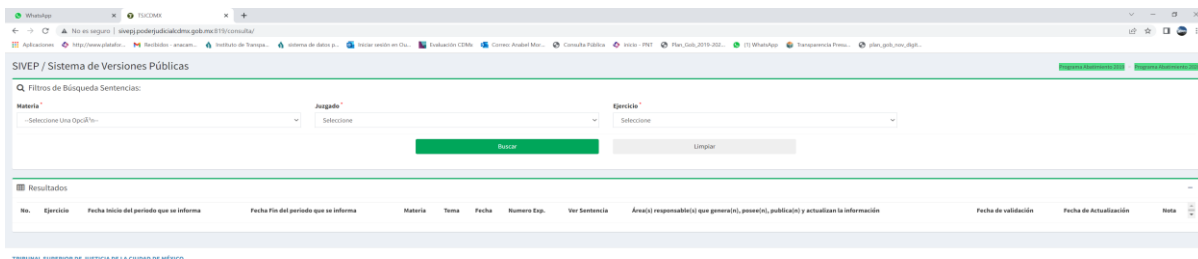 WhatsApp TSJCDMX
No es seguro | sivepj.poderjudicialcdmx.gob.mx:819/consulta/
Aplicaciones http://www.platafor... Recibidos - anacam... Instituto de Transpa... sistema de datos p... Iniciar sesión en Ou... Evaluación CDMx Correo: Anabel Mar... Consulta Pública Inicio - PNT Plan_Gob_2019-202... (1) WhatsApp Transparencia Presu... plan_gob_nov_digit...
SIVEP / Sistema de Versiones Públicas
Programa Abatimiento Programa Abatimiento
Filtros de Búsqueda Sentencias:
Materia * Juzgado * Ejercicio *
--Seleccione Una OpciÃ³n-- Seleccione Seleccione
Buscar Limpiar
Resultados
No. Ejercicio Fecha Inicio del periodo que se informa Fecha Fin del periodo que se informa Materia Tema Fecha Numero Exp. Ver Sentencia Área(s) responsable(s) que genera(n), posee(n), publica(n) y actualizan la información Fecha de validación Fecha de Actualización Nota
TRIBUNAL SUPERIOR DE JUSTICIA DE LA CIUDAD DE MÉXICO